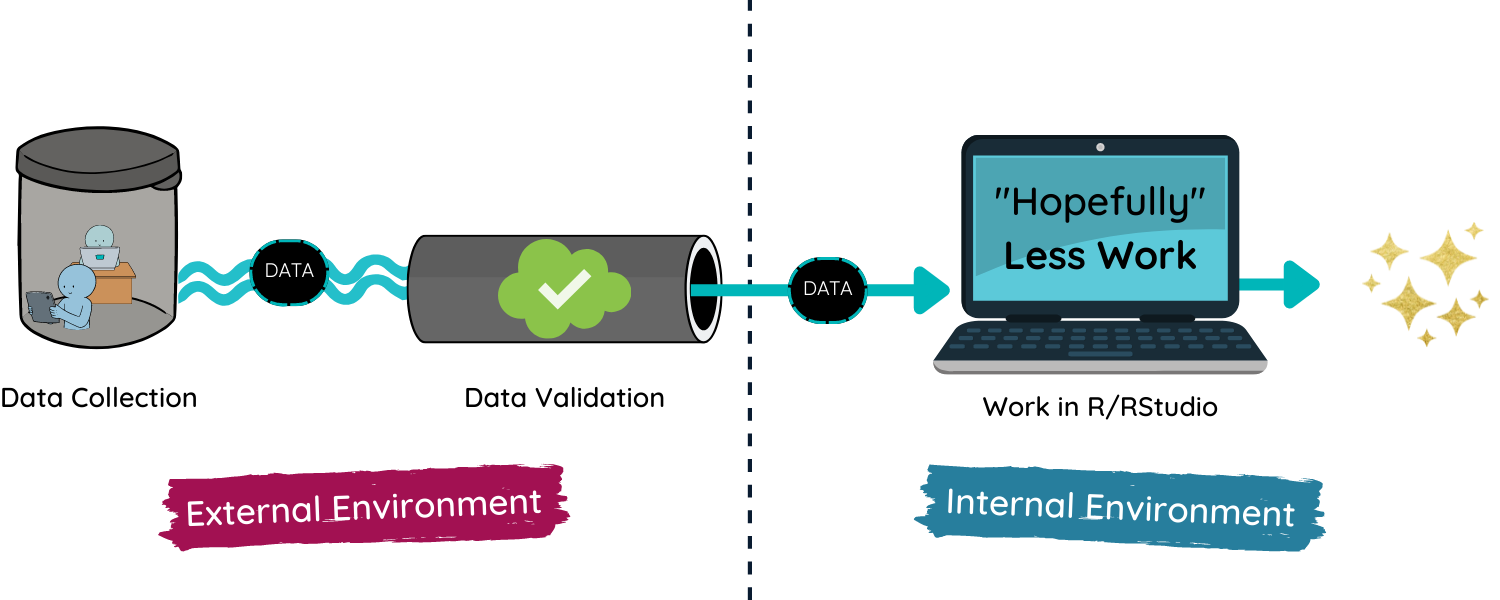 DATA
DATA
"Hopefully"
Less Work
Data Collection
Data Validation
Work in R/RStudio
External Environment
Internal Environment